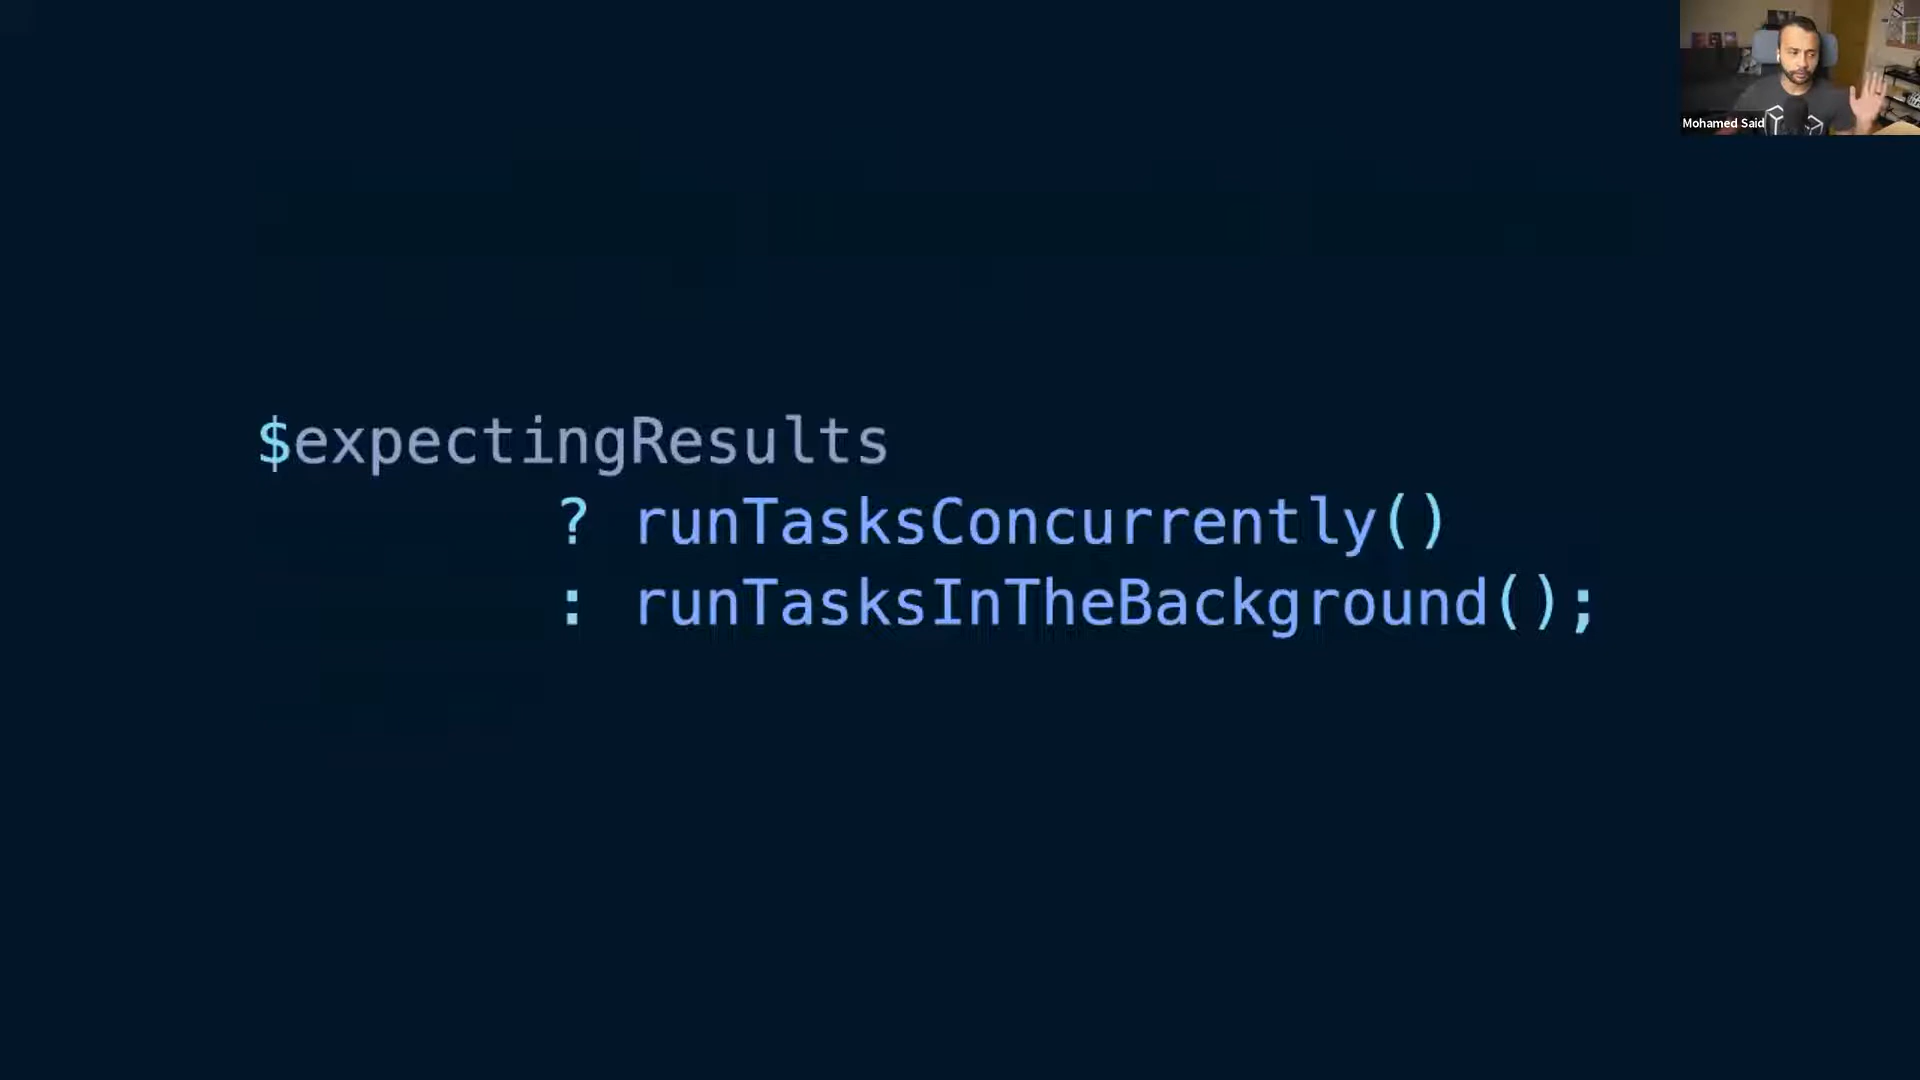 Mohamed Said
$expectingResults
? runTasksConcurrently()
: runTasksInTheBackground();